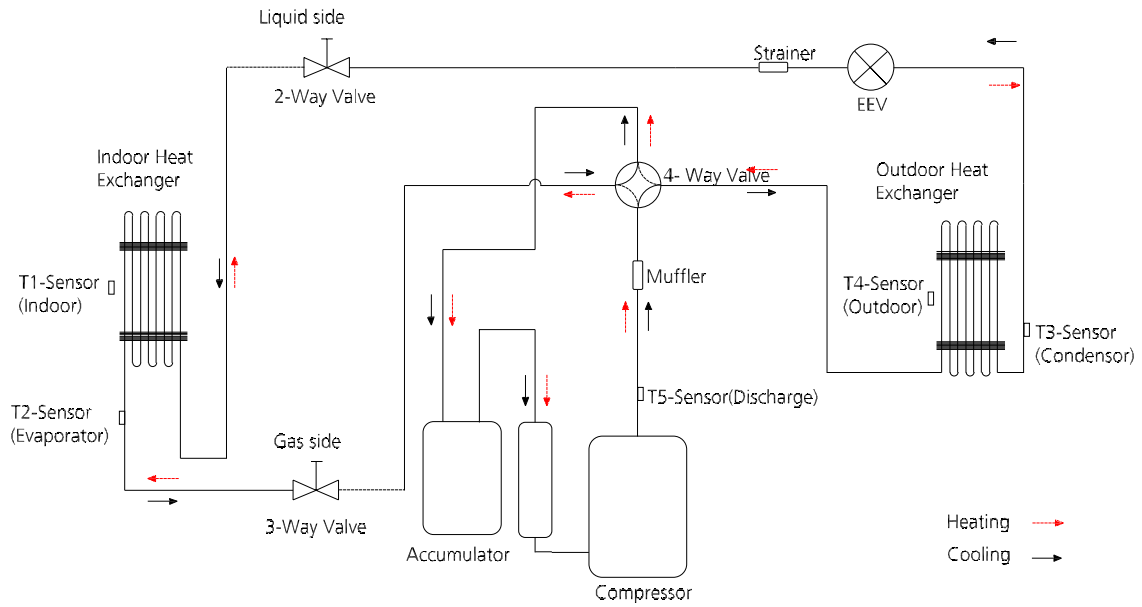 Liquid side
2-Way Valve
Strainer
EEV
Indoor Heat
Exchanger
4- Way Valve
Outdoor Heat
Exchanger
T1-Sensor
(Indoor)
Muffler
T4-Sensor
(Outdoor)
T3-Sensor
(Condensor)
T5-Sensor(Discharge)
T2-Sensor
(Evaporator)
Gas side
3-Way Valve
Accumulator
Compressor
Heating
Cooling